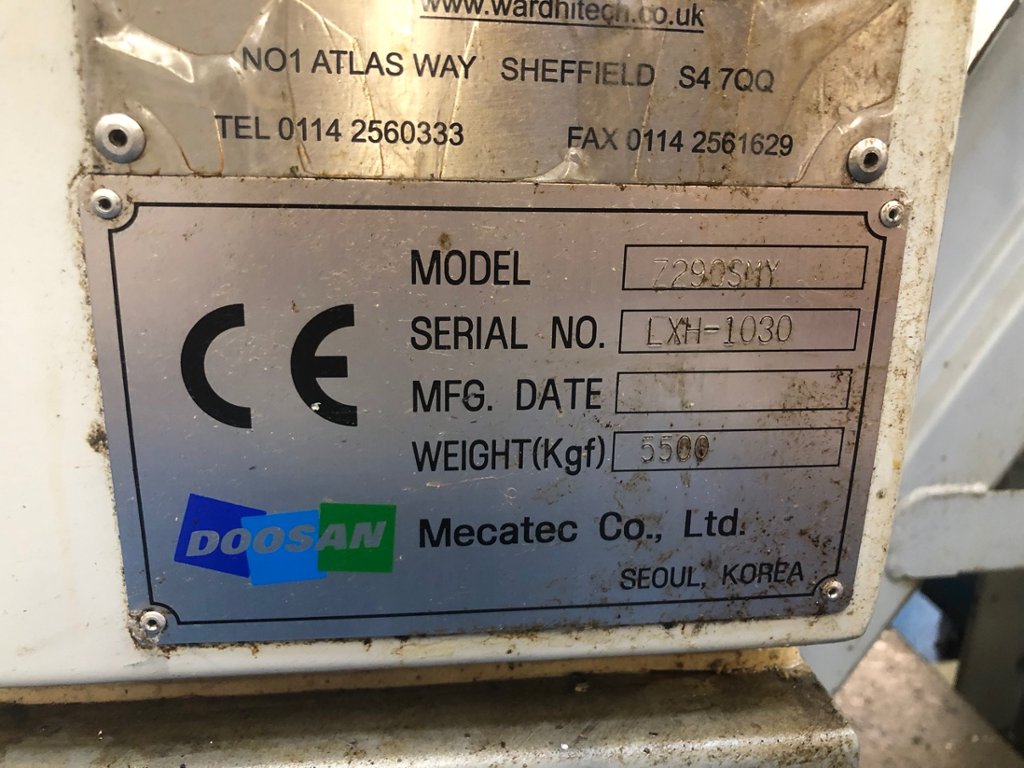 www.wardhitech.co.uk
NO1 ATLAS WAY SHEFFIELD S4 7QQ
TEL 0114 2560333 FAX 0114 2561629
MODEL Z290SMY
SERIAL NO. LXH-1030
MFG. DATE
WEIGHT(Kgf) 5500
CE
DOOSAN Mecatec Co., Ltd.
SEOUL, KOREA